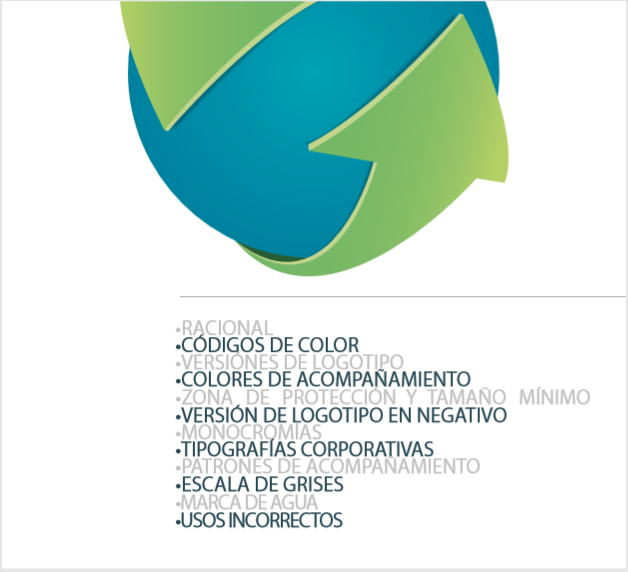 •RACIONAL
•CÓDIGOS DE COLOR
•VERSIONES DE LOGOTIPO
•COLORES DE ACOMPAÑAMIENTO
•ZONA DE PROTECCIÓN Y TAMAÑO MÍNIMO
•VERSIÓN DE LOGOTIPO EN NEGATIVO
•MONOCROMIAS
•TIPOGRAFÍAS CORPORATIVAS
•PATRONES DE ACOMPAÑAMIENTO
•ESCALA DE GRISES
•MARCA DE AGUA
•USOS INCORRECTOS